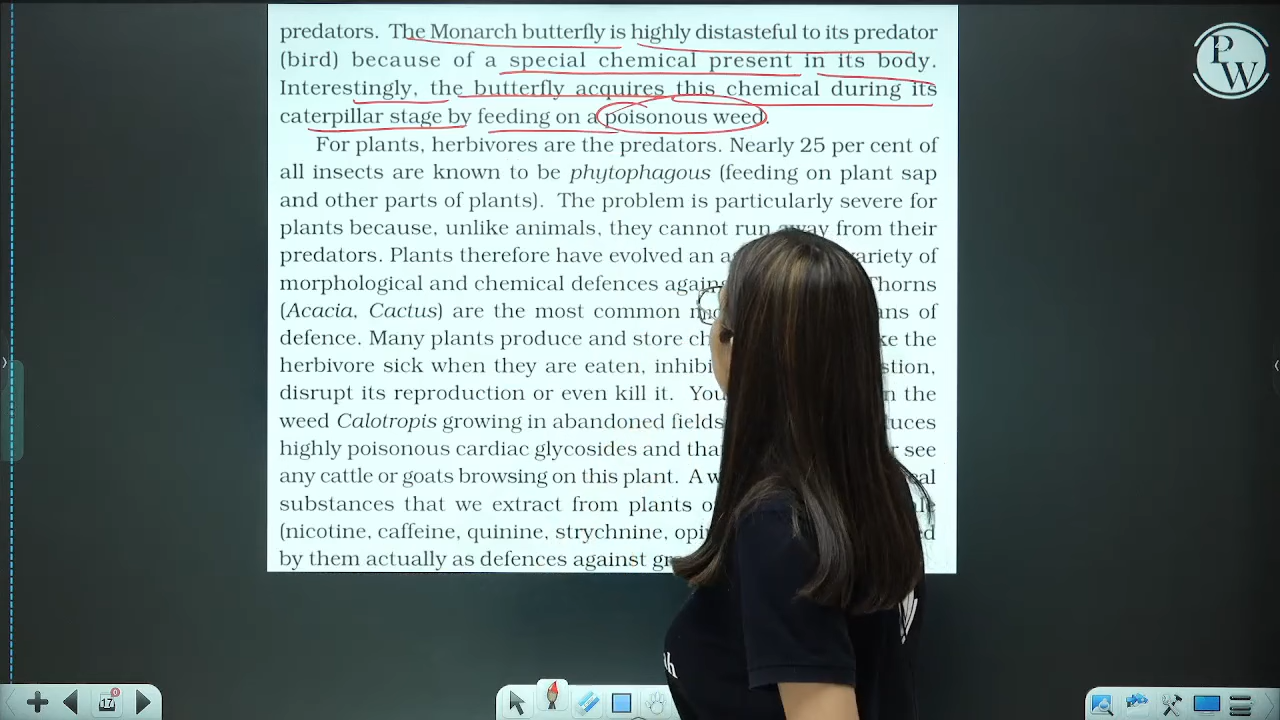 predators. The Monarch butterfly is highly distasteful to its predator
(bird) because of a special chemical present in its body.
Interestingly, the butterfly acquires this chemical during its
caterpillar stage by feeding on a poisonous weed.
For plants, herbivores are the predators. Nearly 25 per cent of
all insects are known to be phytophagous (feeding on plant sap
and other parts of plants). The problem is particularly severe for
plants because, unlike animals, they cannot run away from their
predators. Plants therefore have evolved an variety of
morphological and chemical defences against Thorns
(Acacia, Cactus) are the most common of
defence. Many plants produce and store the
herbivore sick when they are eaten,
disrupt its reproduction or even kill it. You the
weed Calotropis growing in abandoned fields
highly poisonous cardiac glycosides and see
any cattle or goats browsing on this plant. A
substances that we extract from plants
(nicotine, caffeine, quinine, strychnine,
by them actually as defences against
PW
17
0